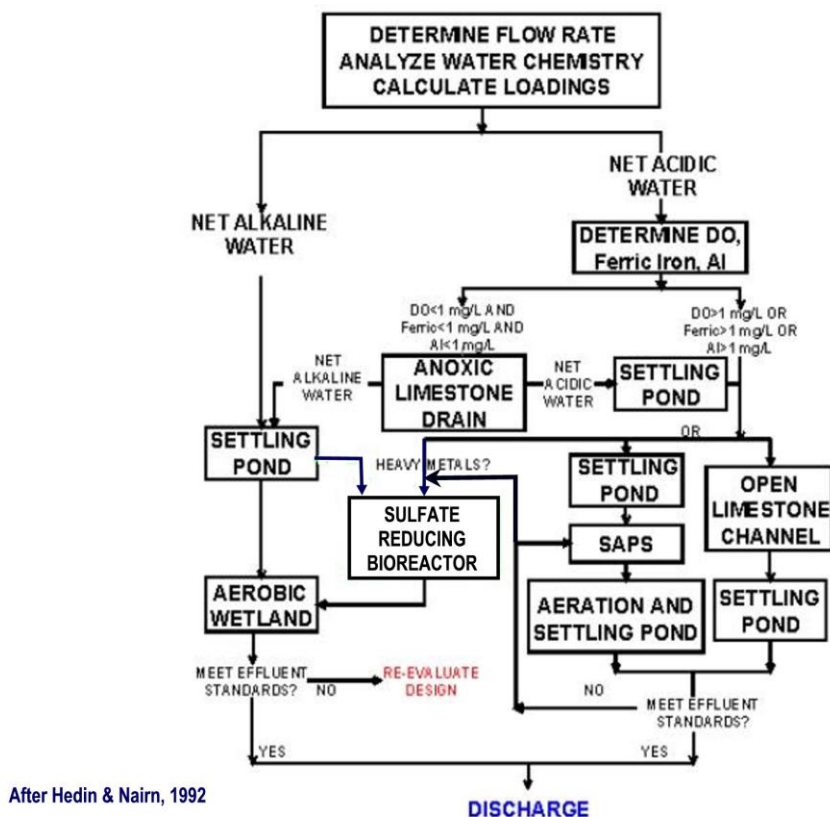 DETERMINE FLOW RATE
ANALYZE WATER CHEMISTRY
CALCULATE LOADINGS
NET ACIDIC
WATER
NET ALKALINE
WATER
DETERMINE DO,
Ferric Iron, Al
DO<1 mg/L AND
Ferric<1 mg/L AND
Al<1 mg/L
DO>1 mg/L OR
Ferric>1 mg/L OR
Al>1 mg/L
NET
ALKALINE
WATER
ANOXIC
LIMESTONE
DRAIN
NET
ACIDIC
WATER
SETTLING
POND
OR
SETTLING
POND
HEAVY METALS?
SETTLING
POND
OPEN
LIMESTONE
CHANNEL
SULFATE
REDUCING
BIOREACTOR
SAPS
AEROBIC
WETLAND
AERATION AND
SETTLING POND
SETTLING
POND
MEET EFFLUENT
STANDARDS?
NO
RE-EVALUATE
DESIGN
NO
MEET EFFLUENT
STANDARDS?
YES
YES
After Hedin & Nairn, 1992
DISCHARGE